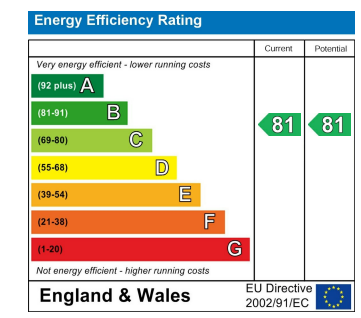 Energy Efficiency Rating
Current Potential
Very energy efficient - lower running costs
(92 plus) A
(81-91) B
81 81
(69-80) C
(55-68) D
(39-54) E
(21-38) F
(1-20) G
Not energy efficient - higher running costs
England & Wales
EU Directive
2002/91/EC